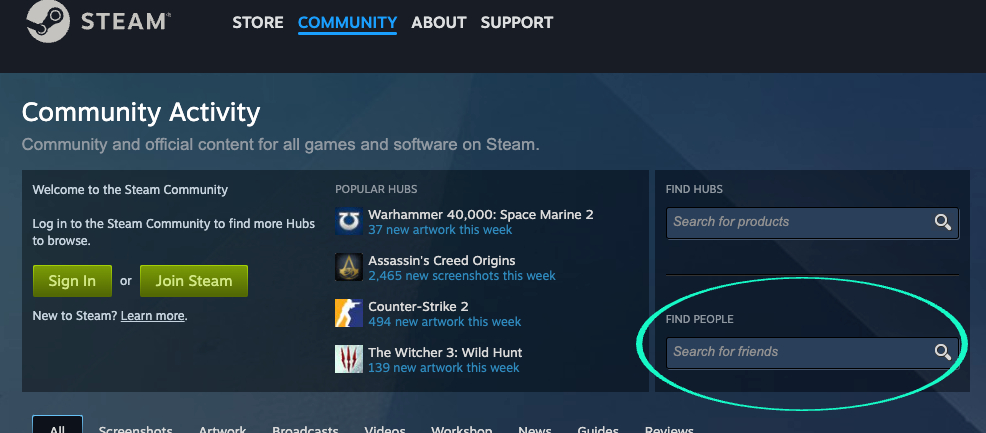 STEAM
STORE COMMUNITY ABOUT SUPPORT
Community Activity
Community and official content for all games and software on Steam.
Welcome to the Steam Community
Log in to the Steam Community to find more Hubs
to browse.
Sign In or Join Steam
New to Steam? Learn more.
POPULAR HUBS
Warhammer 40,000: Space Marine 2
37 new artwork this week
Assassin's Creed Origins
2,465 new screenshots this week
Counter-Strike 2
494 new artwork this week
The Witcher 3: Wild Hunt
139 new artwork this week
FIND HUBS
Search for products
FIND PEOPLE
Search for friends
All Screenshots Artwork Broadcasts Videos Workshop News Guides Reviews